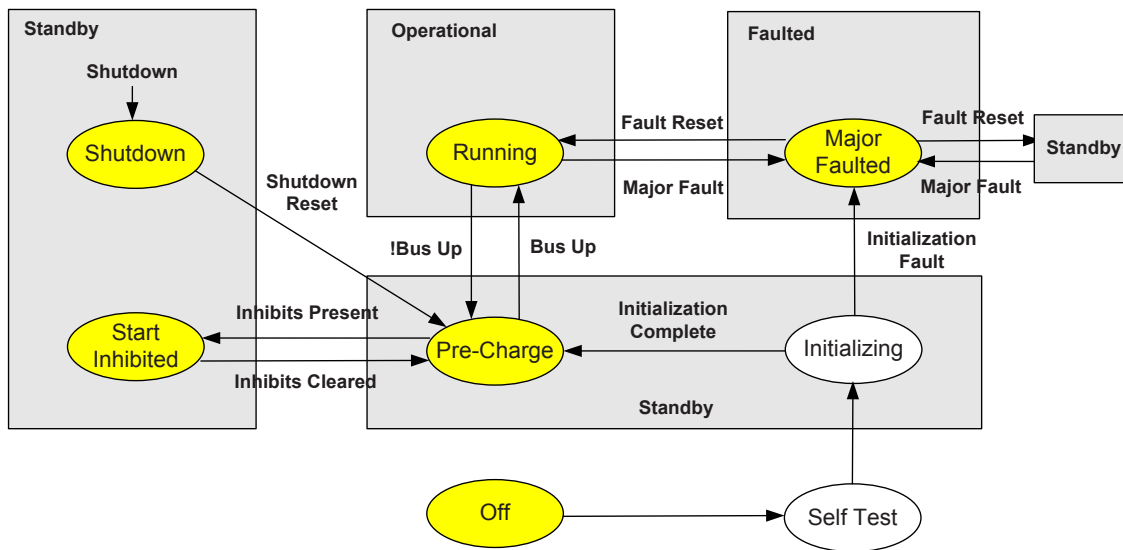 Standby
Shutdown
Shutdown
Shutdown
Reset
Inhibits Present
Start
Inhibited
Inhibits Cleared
Operational
Running
!Bus Up
Bus Up
Pre-Charge
Fault Reset
Major Fault
Faulted
Major
Faulted
Fault Reset
Standby
Major Fault
Initialization
Fault
Initialization
Complete
Initializing
Standby
Off
Self Test